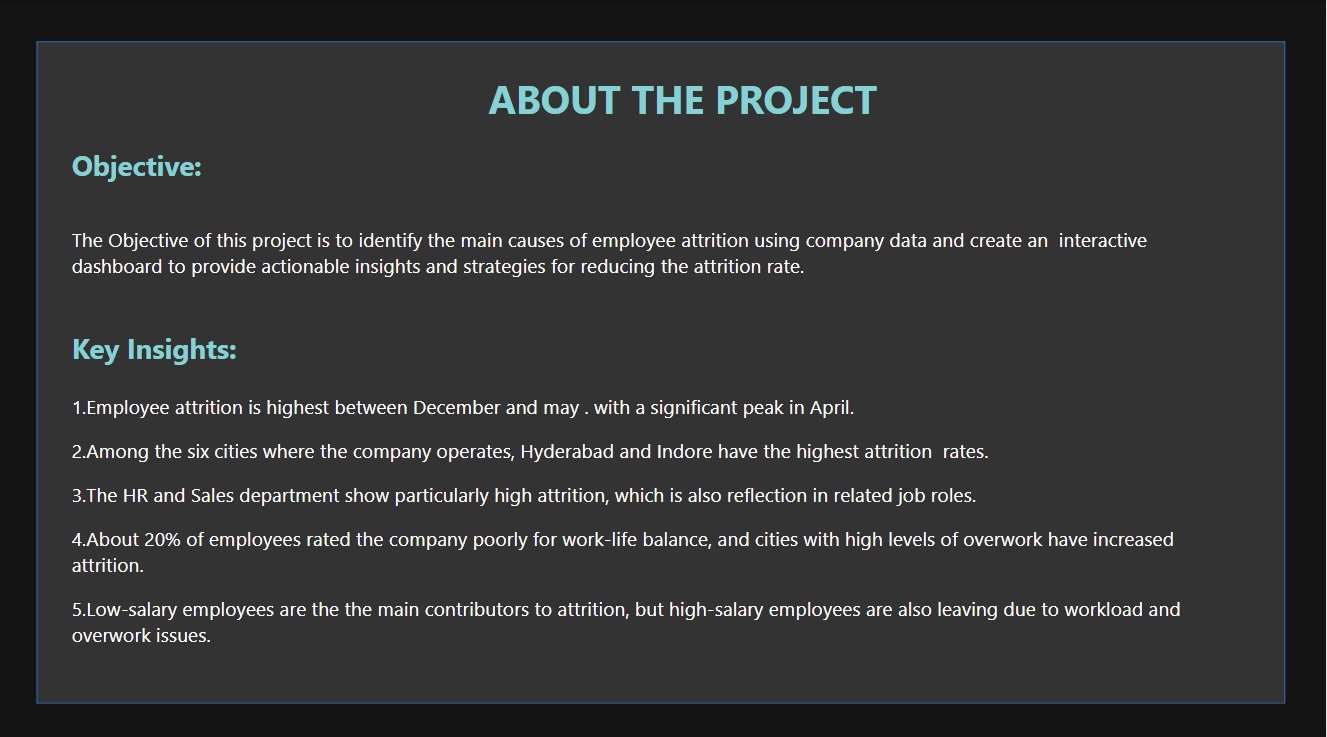 ABOUT THE PROJECT
Objective:
The Objective of this project is to identify the main causes of employee attrition using company data and create an  interactive
dashboard to provide actionable insights and strategies for reducing the attrition rate.
Key Insights:
1.Employee attrition is highest between December and may . with a significant peak in April.
2.Among the six cities where the company operates, Hyderabad and Indore have the highest attrition  rates.
3.The HR and Sales department show particularly high attrition, which is also reflection in related job roles.
4.About 20% of employees rated the company poorly for work-life balance, and cities with high levels of overwork have increased
attrition.
5.Low-salary employees are the the main contributors to attrition, but high-salary employees are also leaving due to workload and
overwork issues.